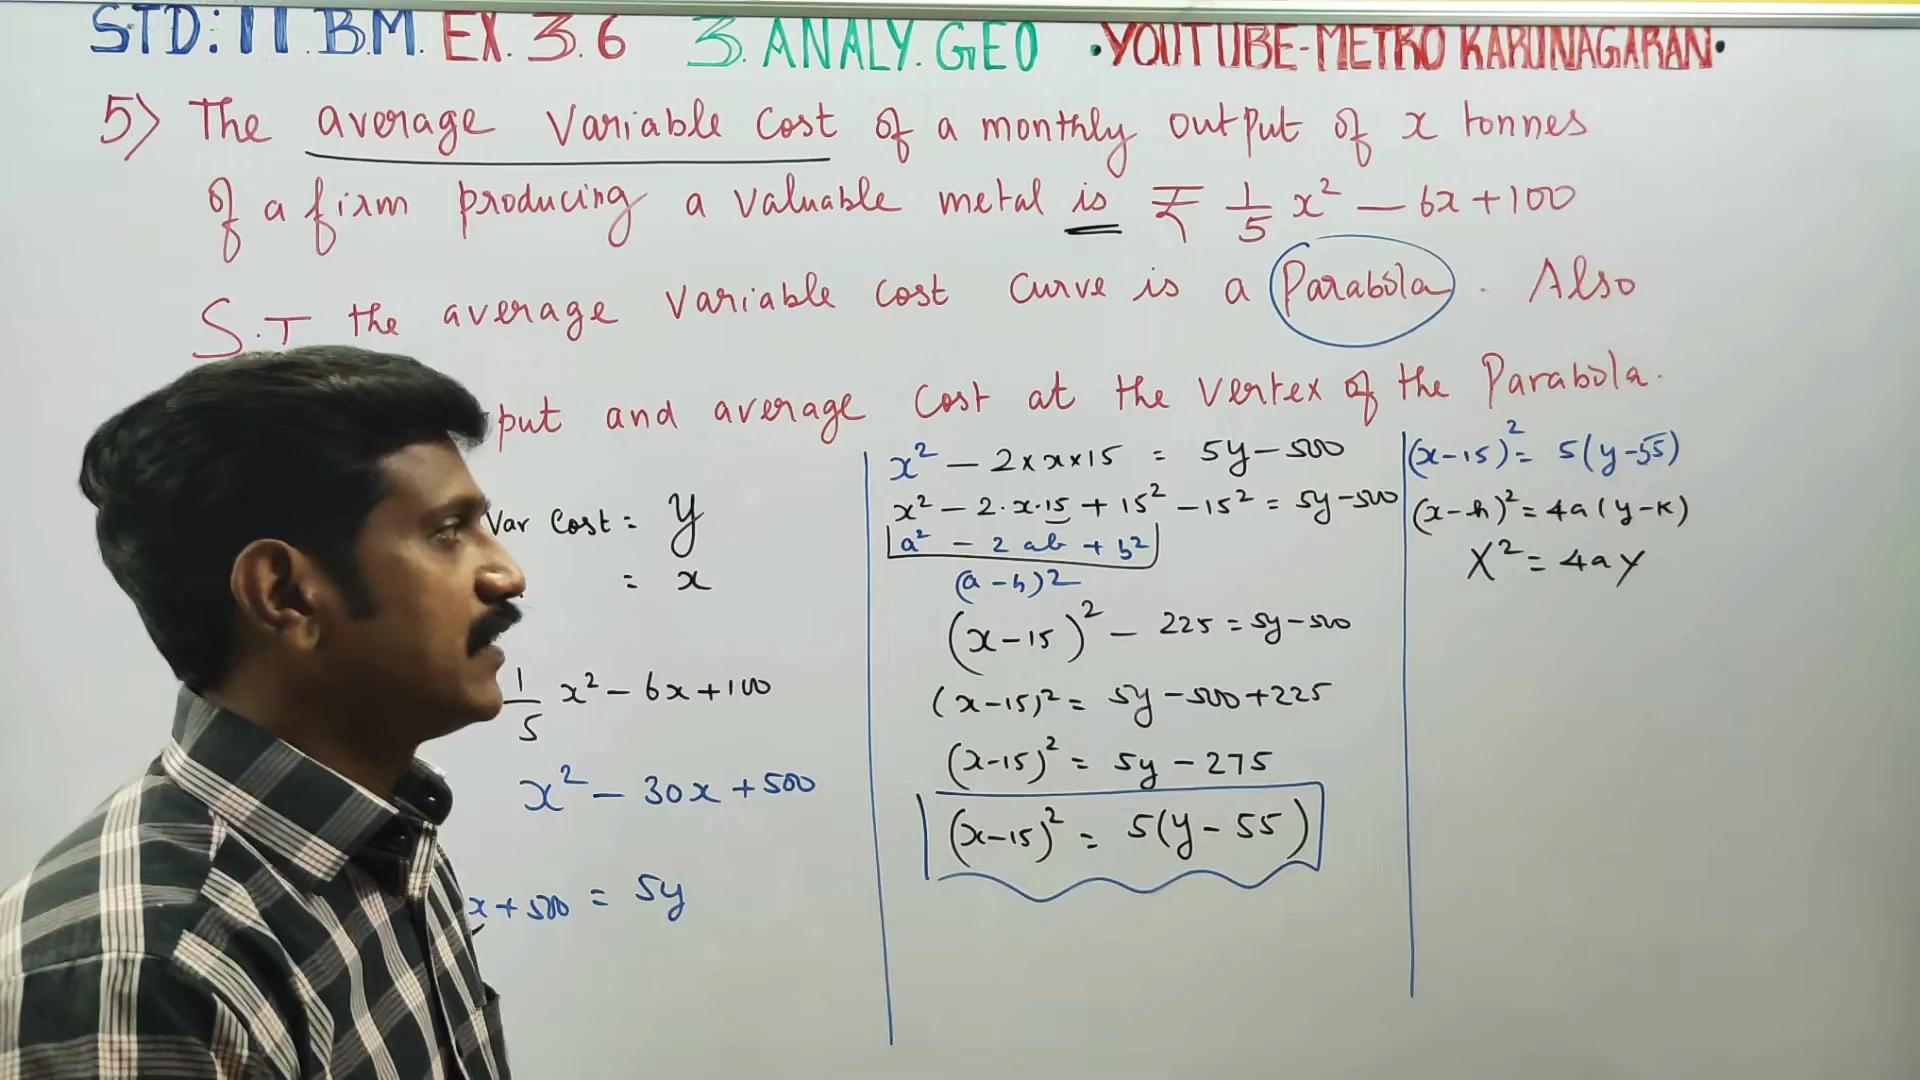 STD: 11 B.M. EX. 3.6 3. ANALY. GEO •YOUTUBE-METRO KARUNAGARAN•
5) The average variable cost of a monthly output of x tonnes
of a firm producing a valuable metal is ₹ 1/5 x² - 6x + 100
S.T the average variable cost curve is a Parabola. Also
put and average cost at the vertex of the Parabola.
Var Cost = y
= x
1/5 x² - 6x + 100
x² - 30x + 500
x + 500 = 5y
x² - 2 × x × 15 = 5y - 500
x² - 2 · x · 15 + 15² - 15² = 5y - 500
a² - 2 ab + b²
(a - b)2
(x - 15)² - 225 = 5y - 500
(x - 15)² = 5y - 500 + 225
(x - 15)² = 5y - 275
(x - 15)² = 5(y - 55)
(x - 15)² = 5(y - 55)
(x - h)² = 4a(y - k)
X² = 4ay